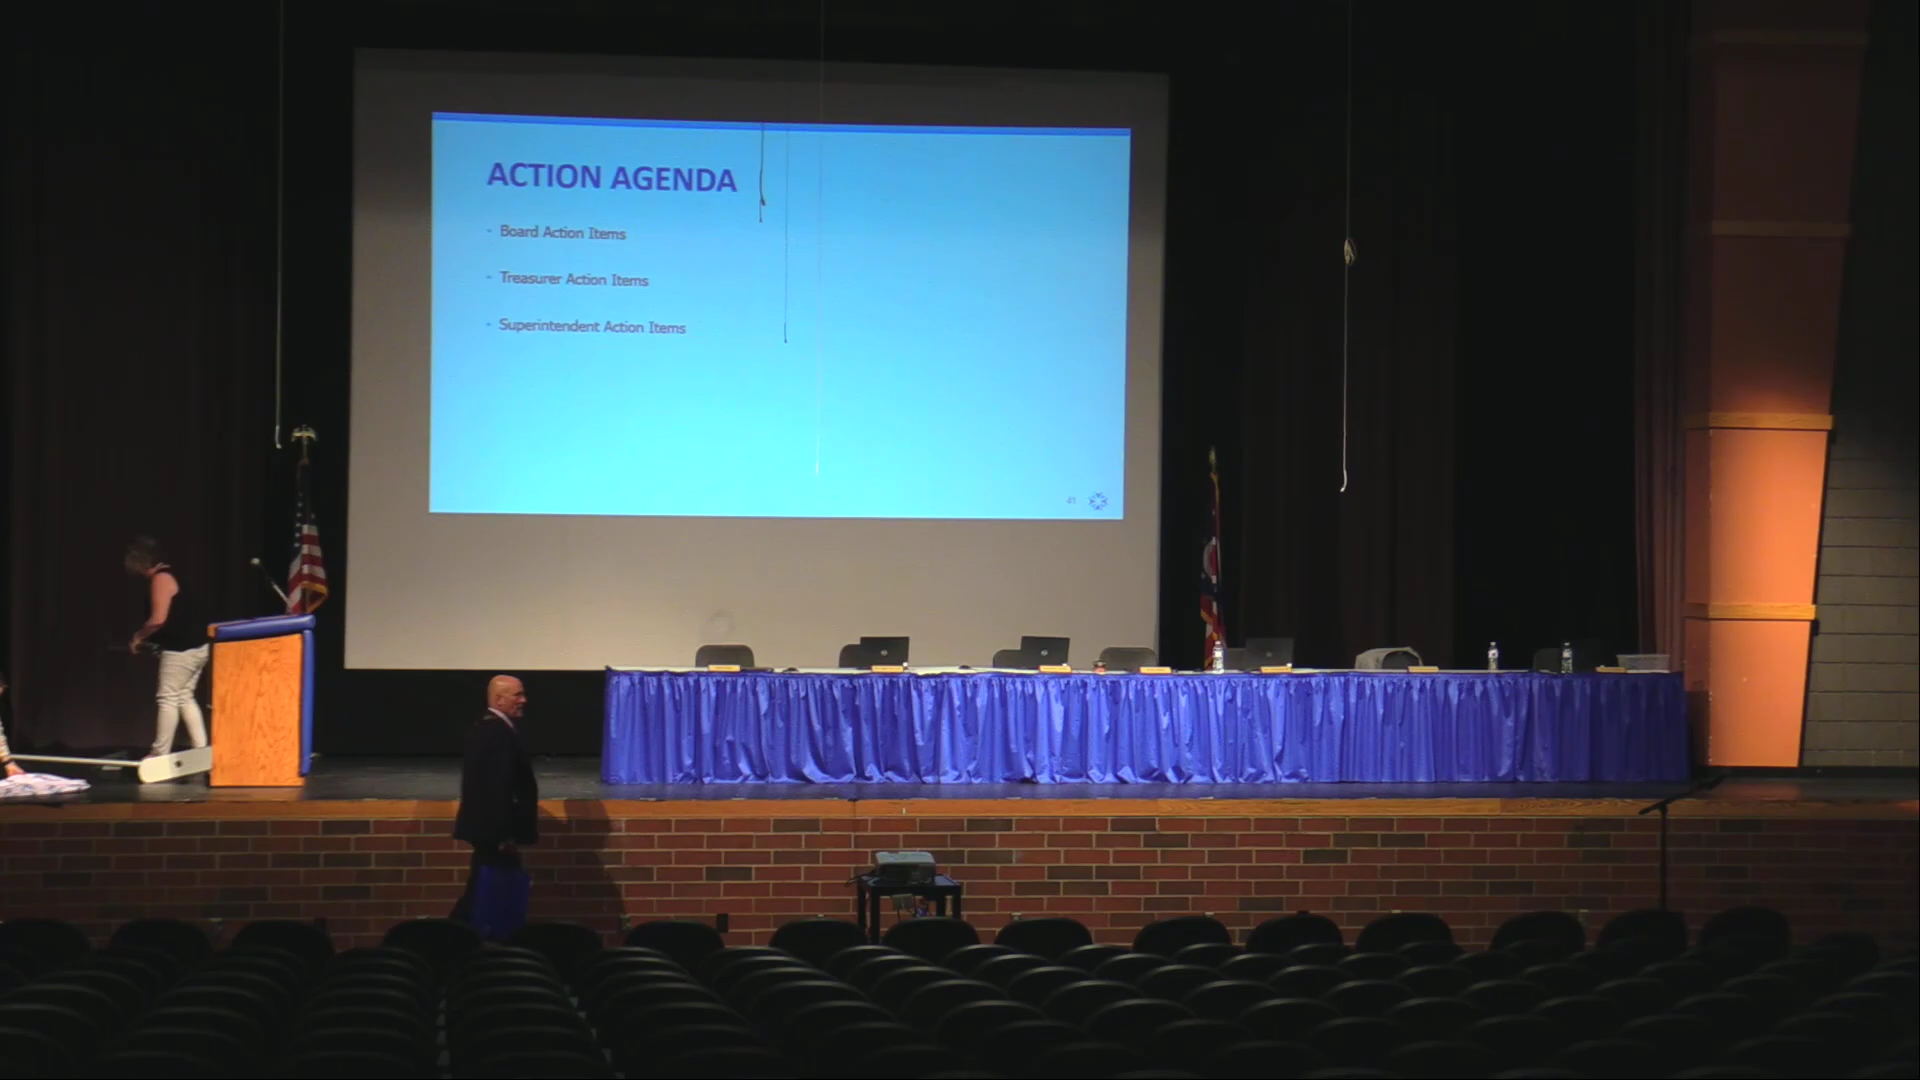 ACTION AGENDA
- Board Action Items
- Treasurer Action Items
- Superintendent Action Items
41